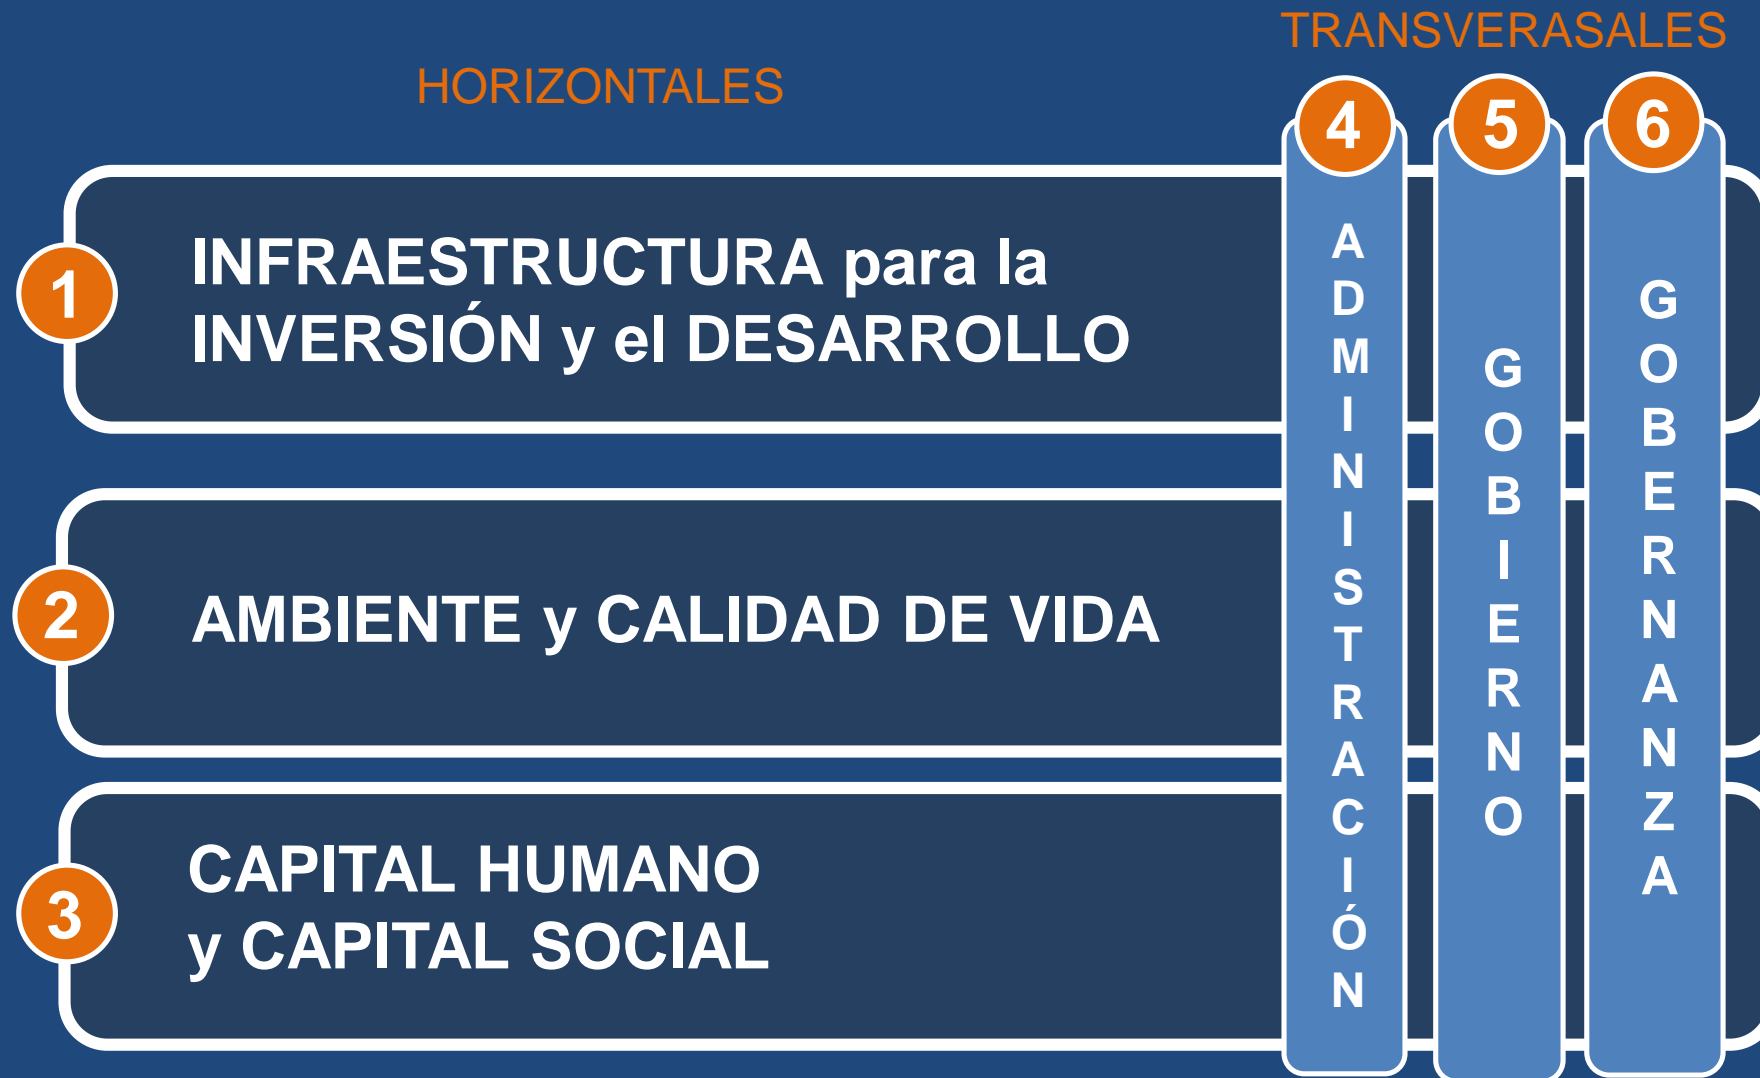 TRANSVERASALES
HORIZONTALES
4
5
6
1
INFRAESTRUCTURA para la
INVERSIÓN y el DESARROLLO
2
AMBIENTE y CALIDAD DE VIDA
3
CAPITAL HUMANO
y CAPITAL SOCIAL
ADMINISTRACIÓN
GOBIERNO
GOBERNANZA